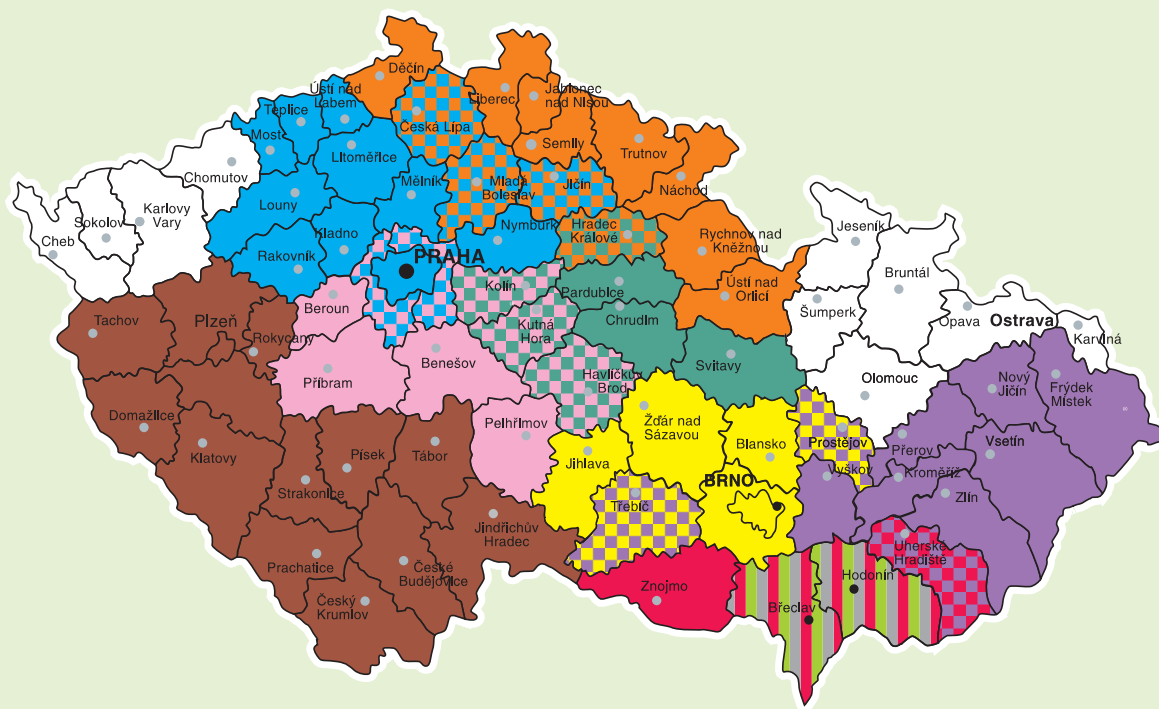 Děčín
Ústí nad
Labem
Teplice
Most
Chomutov
Česká Lípa
Liberec
Jablonec
nad Nisou
Semily
Trutnov
Náchod
Litoměřice
Mělník
Mladá
Boleslav
Jičín
Louny
Kladno
Rakovník
Nymburk
Hradec
Králové
Rychnov nad
Kněžnou
Ústí nad
Orlicí
Karlovy
Vary
Sokolov
Cheb
PRAHA
Beroun
Kolín
Pardubice
Kutná
Hora
Chrudim
Svitavy
Havlíčkův
Brod
Jeseník
Bruntál
Šumperk
Opava
Ostrava
Karviná
Olomouc
Nový
Jičín
Frýdek
Místek
Tachov
Plzeň
Rokycany
Příbram
Benešov
Domažlice
Klatovy
Písek
Tábor
Strakonice
Pelhřimov
Jihlava
Žďár nad
Sázavou
Blansko
Prostějov
Přerov
Vsetín
Vyškov
Kroměříž
Zlín
BRNO
Třebíč
Jindřichův
Hradec
Prachatice
České
Budějovice
Český
Krumlov
Znojmo
Břeclav
Hodonín
Uherské
Hradiště